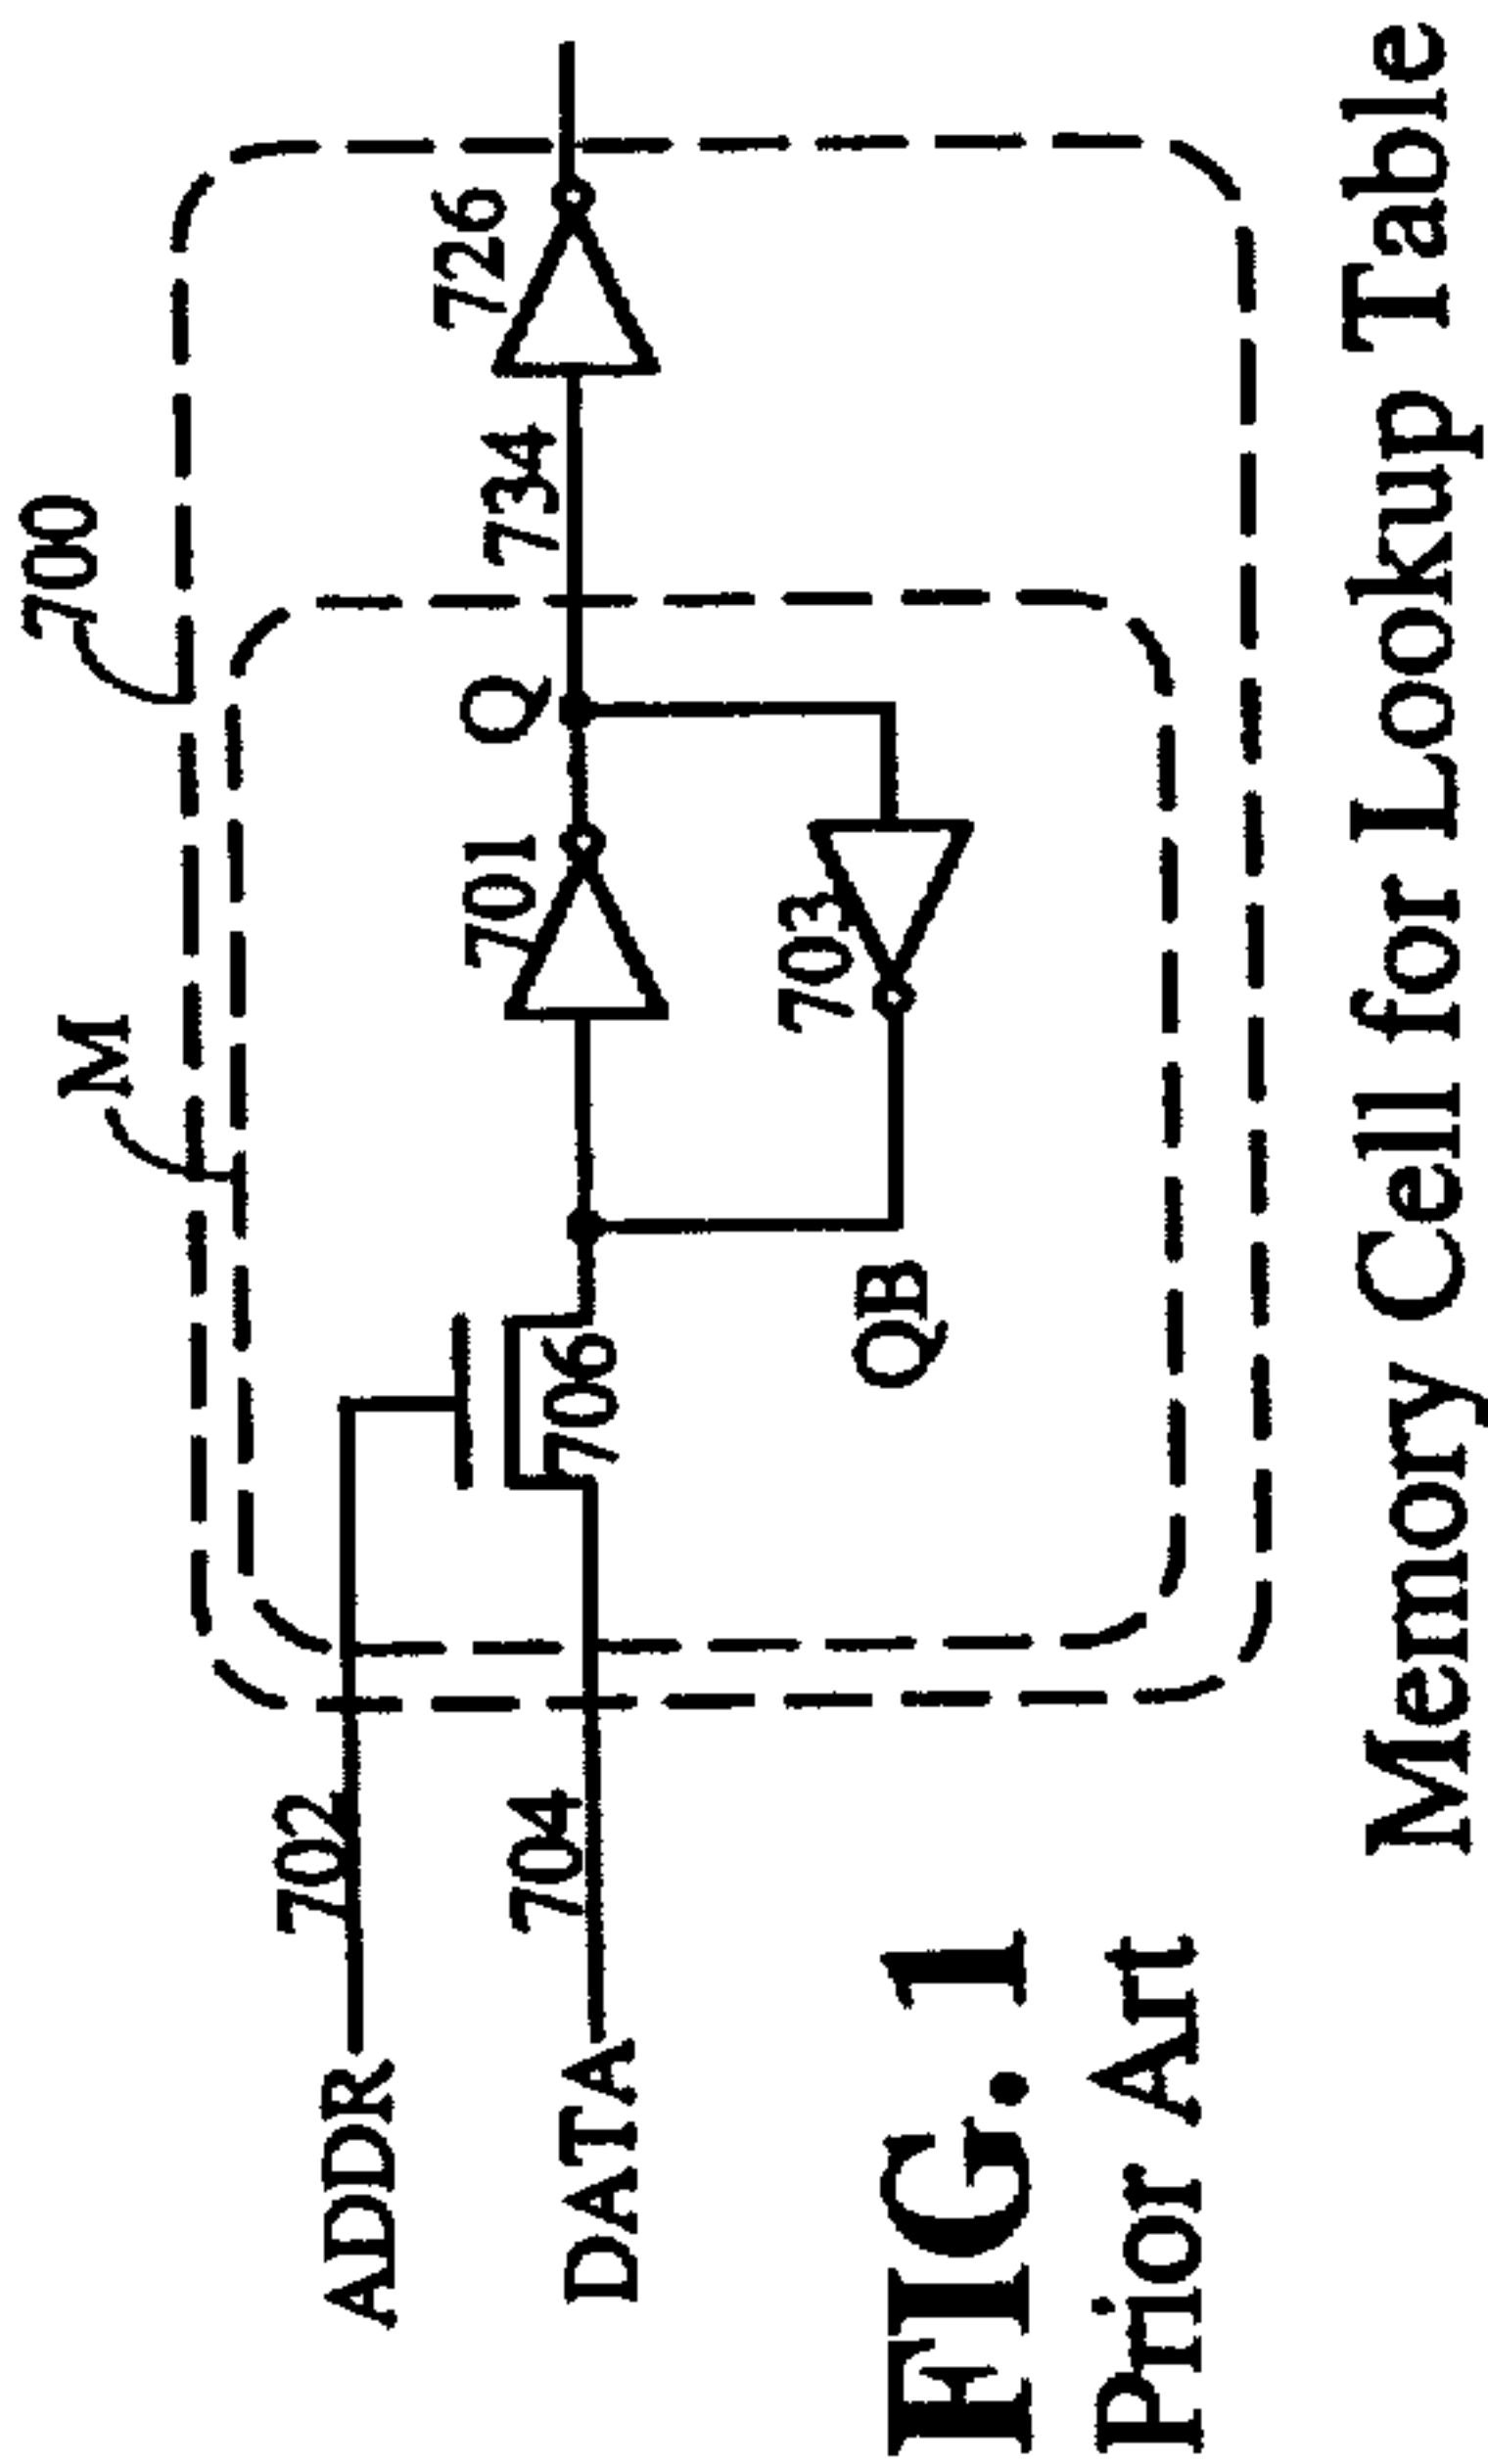 700
M
ADDR
702
706
701
Q
734
726
DATA
704
703
QB
FIG. 1
Prior Art
Memory Cell for Lookup Table